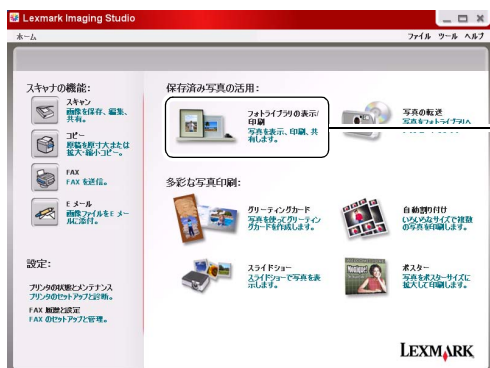 Lexmark Imaging Studio
ホーム
ファイル ツール ヘルプ
スキャナの機能:
スキャン
画像を保存、編集、
共有。
コピー
原稿を原寸大または
拡大・縮小コピー。
FAX
FAX を送信。
E メール
画像ファイルを E メー
ルに添付。
設定:
プリンタの状態とメンテナンス
プリンタのセットアップと診断。
FAX 履歴と設定
FAX のセットアップと管理。
保存済み写真の活用:
フォトライブラリの表示/
印刷
写真を表示、印刷、共
有します。
写真の転送
写真をフォトライブラリへ
多彩な写真印刷:
グリーティングカード
写真を使ってグリーティン
グカードを作成します。
自動割り付け
いろいろなサイズで複数
の写真を印刷します。
スライドショー
スライドショーで写真を表
示します。
ポスター
写真をポスターサイズに
拡大して印刷します。
LEXMARK